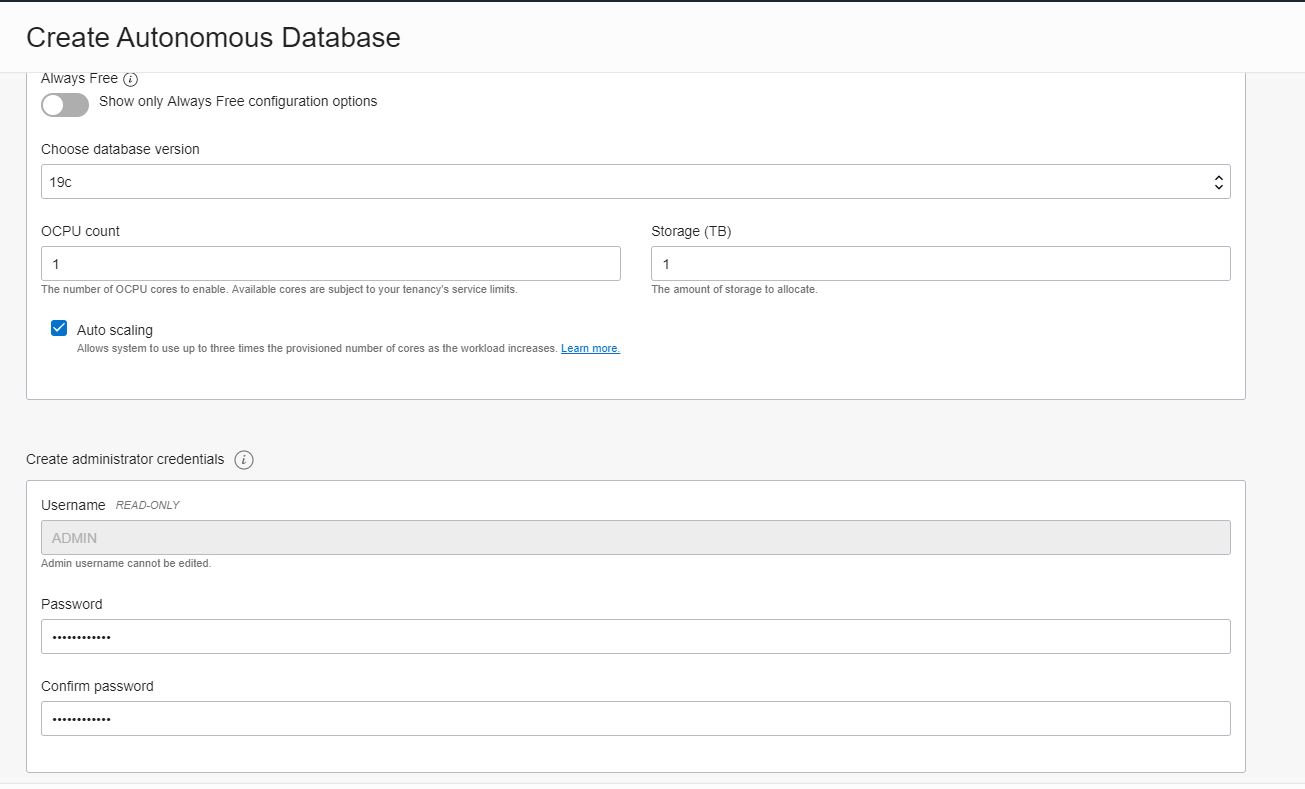 Create Autonomous Database
Always Free
Show only Always Free configuration options
Choose database version
19c
OCPU count
Storage (TB)
1
1
The number of OCPU cores to enable. Available cores are subject to your tenancy's service limits.
The amount of storage to allocate.
Auto scaling
Allows system to use up to three times the provisioned number of cores as the workload increases. Learn more.
Create administrator credentials
Username READ-ONLY
ADMIN
Admin username cannot be edited.
Password
••••••••••••
Confirm password
••••••••••••